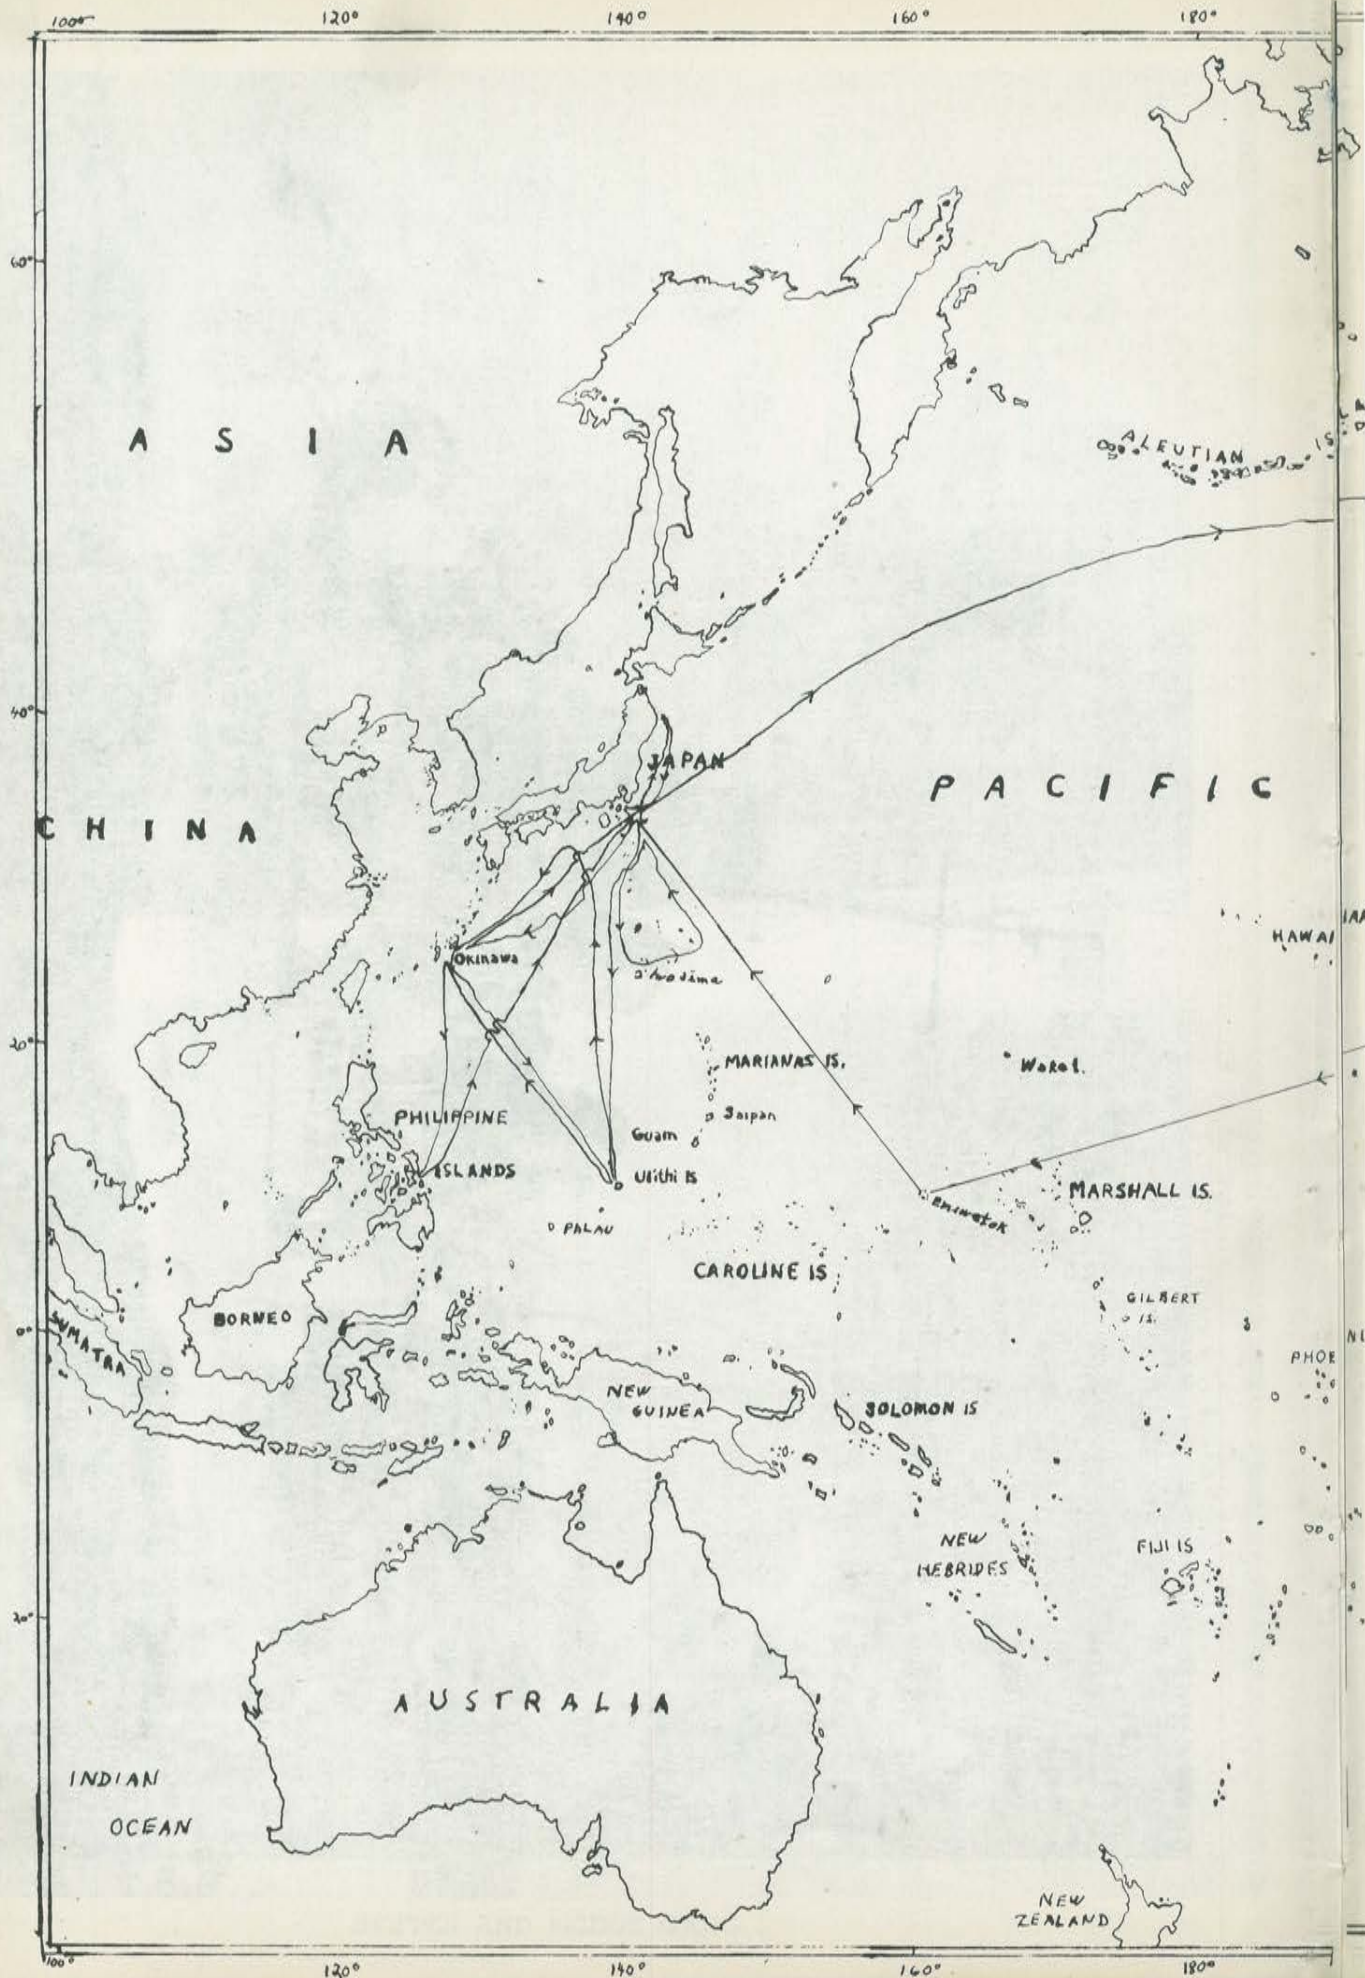 100°
120°
140°
160°
180°
60°
ASIA
ALEUTIAN
IS
40°
JAPAN
PACIFIC
CHINA
HAWAI
Okinawa
Iwo Jima
20°
MARIANAS IS.
Wake I.
PHILIPPINE
Saipan
Guam
ISLANDS
Ulithi Is
MARSHALL IS.
Eniwetok
PALAU
CAROLINE IS
GILBERT
IS.
BORNEO
SUMATRA
0°
PHOE
NEW
GUINEA
SOLOMON IS
NEW
HEBRIDES
FIJI IS
20°
AUSTRALIA
INDIAN
OCEAN
NEW
ZEALAND
100°
120°
140°
160°
180°